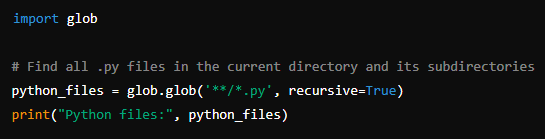 import glob
# Find all .py files in the current directory and its subdirectories
python_files = glob.glob('**/*.py', recursive=True)
print("Python files:", python_files)